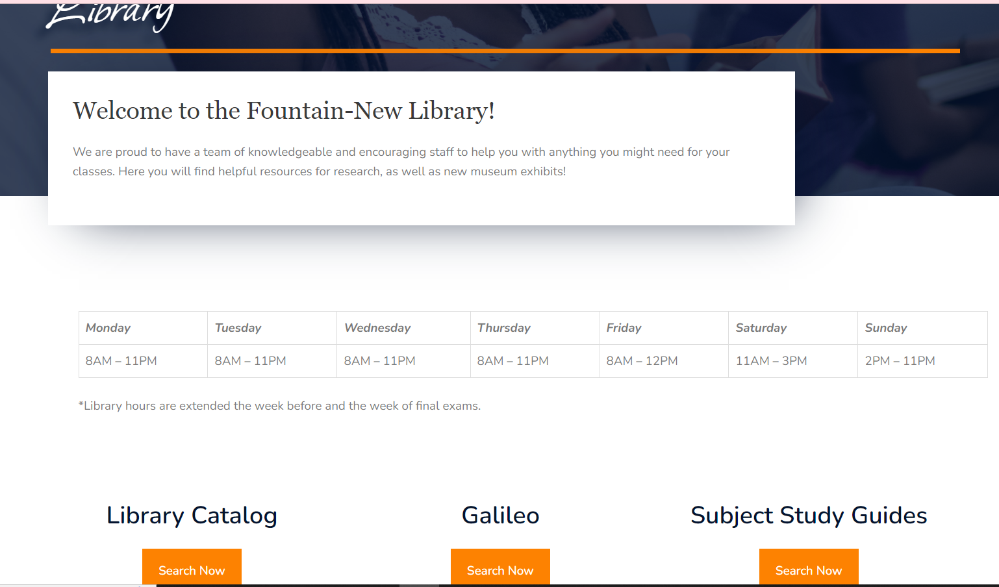 Library
Welcome to the Fountain-New Library!
We are proud to have a team of knowledgeable and encouraging staff to help you with anything you might need for your
classes. Here you will find helpful resources for research, as well as new museum exhibits!
Monday Tuesday Wednesday Thursday Friday Saturday Sunday
8AM – 11PM 8AM – 11PM 8AM – 11PM 8AM – 11PM 8AM – 12PM 11AM – 3PM 2PM – 11PM
*Library hours are extended the week before and the week of final exams.
Library Catalog Galileo Subject Study Guides
Search Now Search Now Search Now